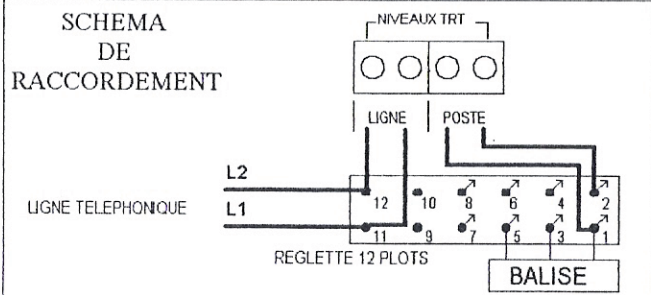 SCHEMA
DE
RACCORDEMENT
NIVEAUX TRT
LIGNE POSTE
L2
LIGNE TELEPHONIQUE
L1
12 10 8 6 4 2
11 9 7 5 3 1
REGLETTE 12 PLOTS
BALISE